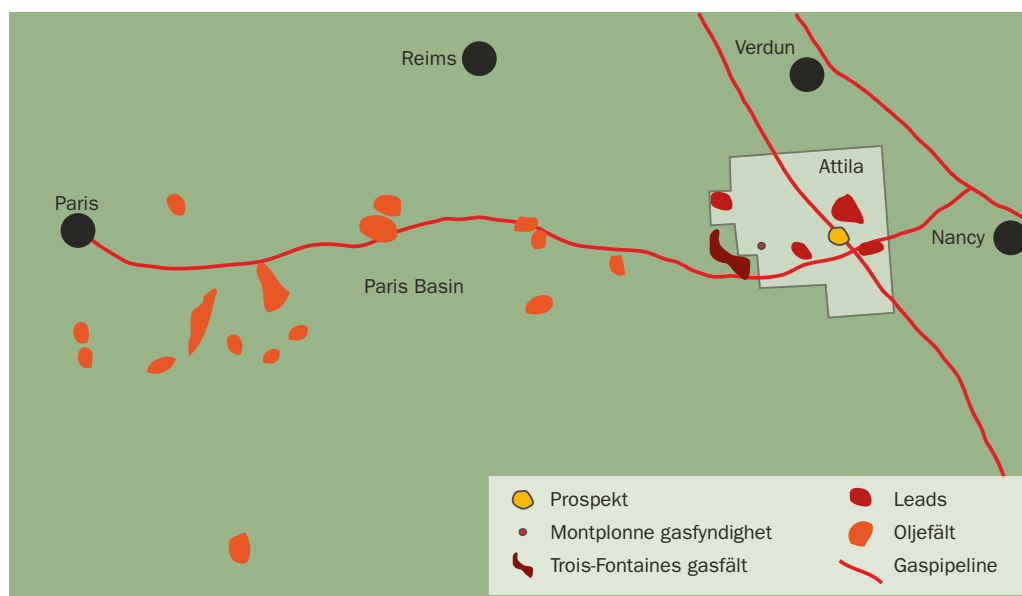 Reims
Verdun
Attila
Paris
Nancy
Paris Basin
Prospekt
Montplonne gasfyndighet
Trois-Fontaines gasfält
Leads
Oljefält
Gaspipeline